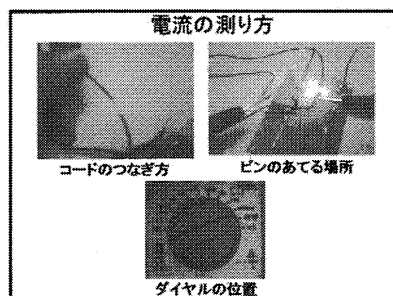 電流の測り方
コードのつなぎ方
ピンのあてる場所
ダイヤルの位置